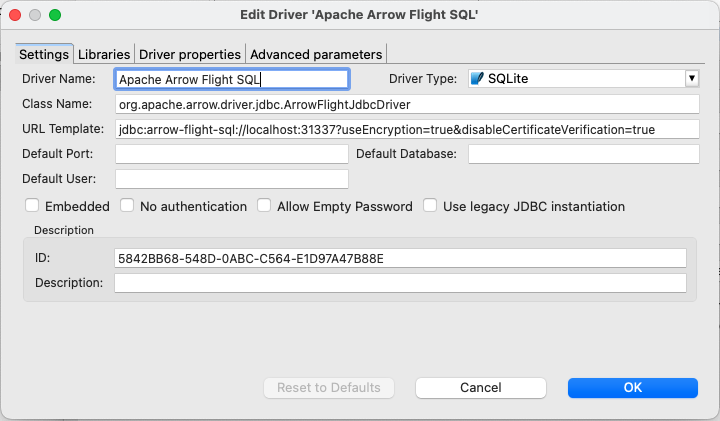 Edit Driver 'Apache Arrow Flight SQL'
Settings Libraries Driver properties Advanced parameters
Driver Name: Apache Arrow Flight SQL Driver Type: SQLite
Class Name: org.apache.arrow.driver.jdbc.ArrowFlightJdbcDriver
URL Template: jdbc:arrow-flight-sql://localhost:31337?useEncryption=true&disableCertificateVerification=true
Default Port: Default Database:
Default User:
Embedded No authentication Allow Empty Password Use legacy JDBC instantiation
Description
ID: 5842BB68-548D-0ABC-C564-E1D97A47B88E
Description:
Reset to Defaults Cancel OK